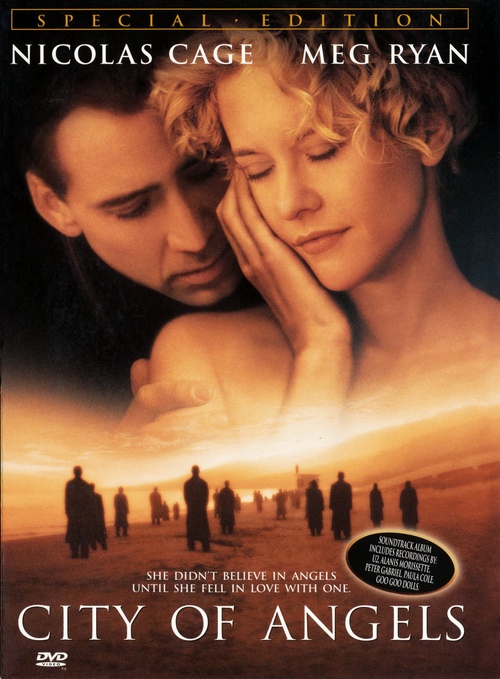 SPECIAL · EDITION
NICOLAS CAGE MEG RYAN
SOUNDTRACK ALBUM
INCLUDES RECORDINGS BY:
U2, ALANIS MORISSETTE,
PETER GABRIEL, PAULA COLE,
GOO GOO DOLLS.
SHE DIDN'T BELIEVE IN ANGELS
UNTIL SHE FELL IN LOVE WITH ONE.
CITY OF ANGELS
DVD
VIDEO
TM